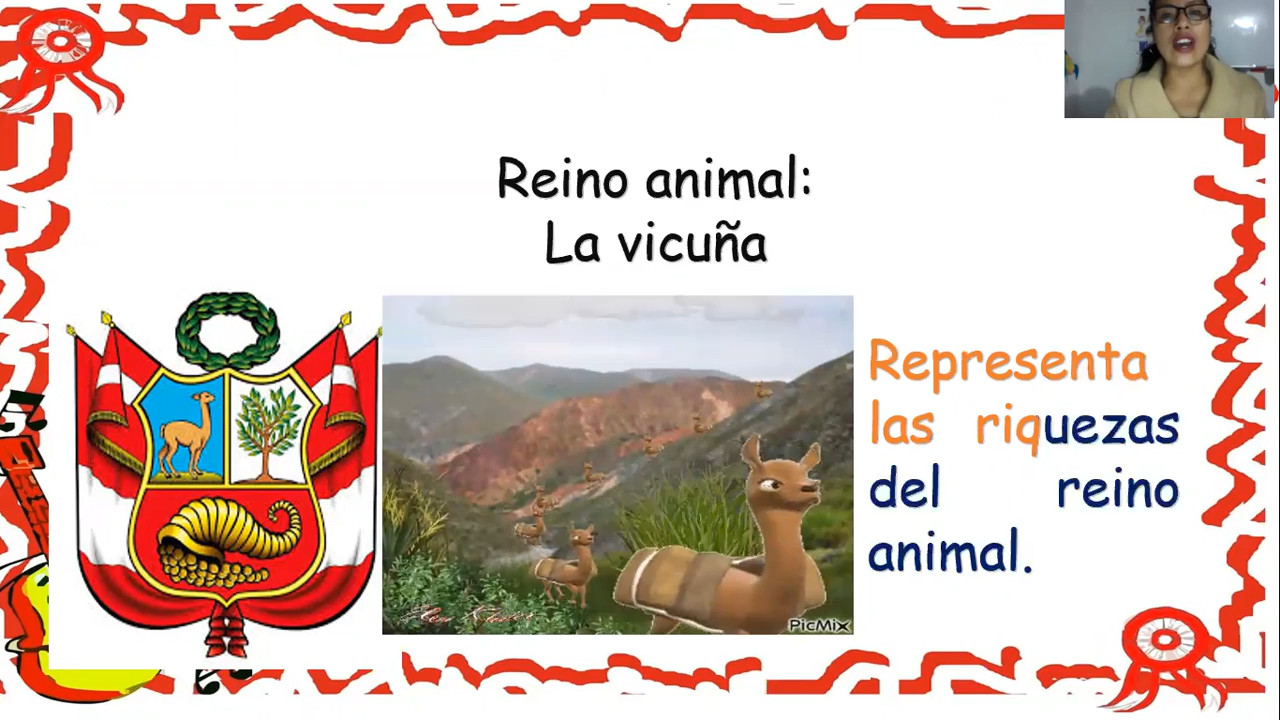 Reino animal:
La vicuña
Representa
las riquezas
del reino
animal.
PicMix